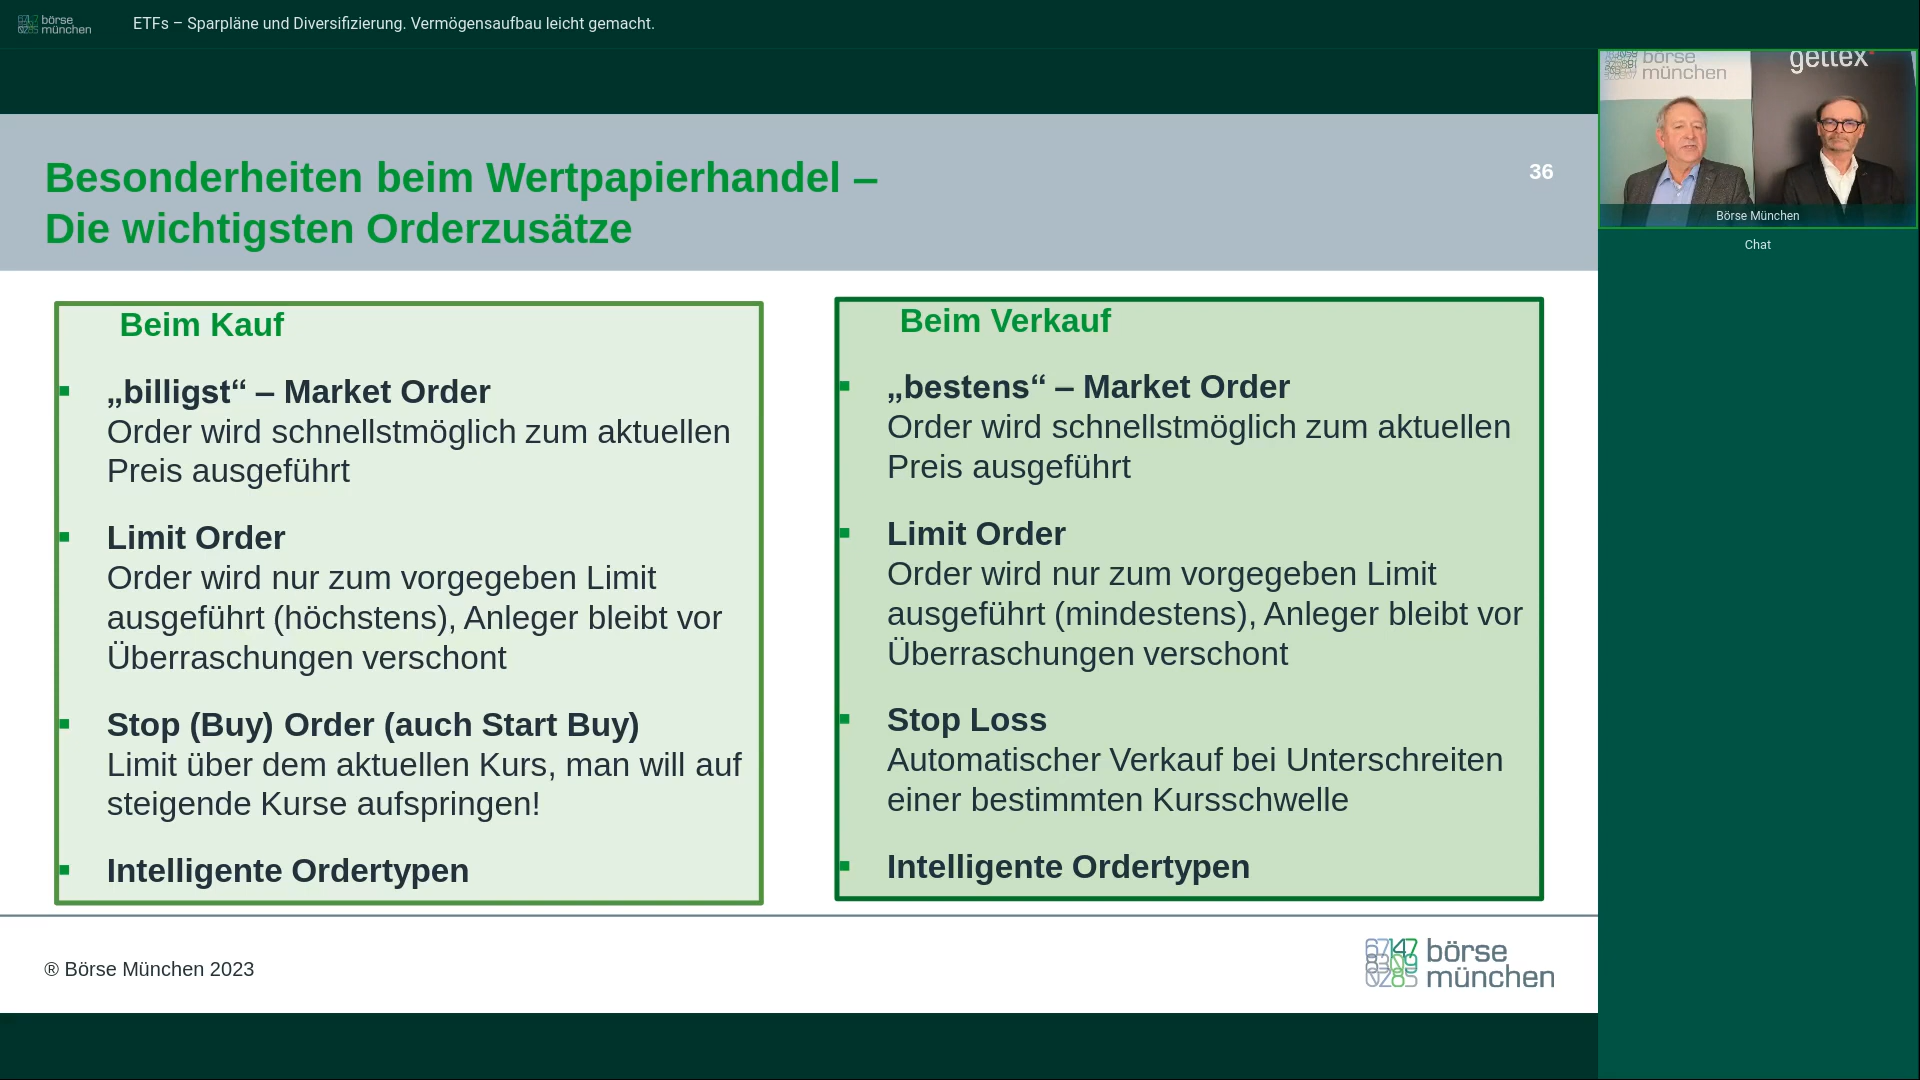 börse
münchen
ETFs – Sparpläne und Diversifizierung. Vermögensaufbau leicht gemacht.
Besonderheiten beim Wertpapierhandel –
Die wichtigsten Orderzusätze
36
Beim Kauf
„billigst“ – Market Order
Order wird schnellstmöglich zum aktuellen
Preis ausgeführt
Limit Order
Order wird nur zum vorgegeben Limit
ausgeführt (höchstens), Anleger bleibt vor
Überraschungen verschont
Stop (Buy) Order (auch Start Buy)
Limit über dem aktuellen Kurs, man will auf
steigende Kurse aufspringen!
Intelligente Ordertypen
Beim Verkauf
„bestens“ – Market Order
Order wird schnellstmöglich zum aktuellen
Preis ausgeführt
Limit Order
Order wird nur zum vorgegeben Limit
ausgeführt (mindestens), Anleger bleibt vor
Überraschungen verschont
Stop Loss
Automatischer Verkauf bei Unterschreiten
einer bestimmten Kursschwelle
Intelligente Ordertypen
® Börse München 2023
börse
münchen
börse
münchen
gettex
Börse München
Chat